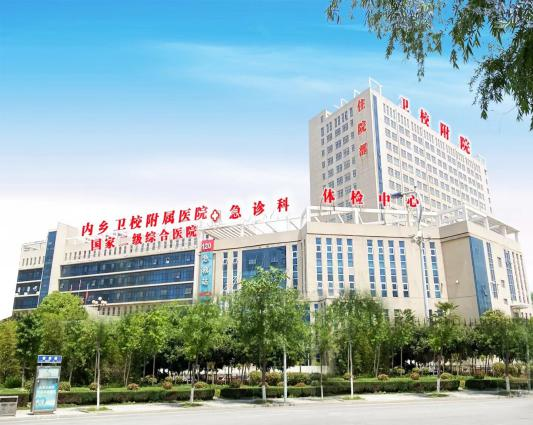 卫校附院
住院部
体检中心
内乡卫校附属医院
急诊科
国家二级综合医院
120